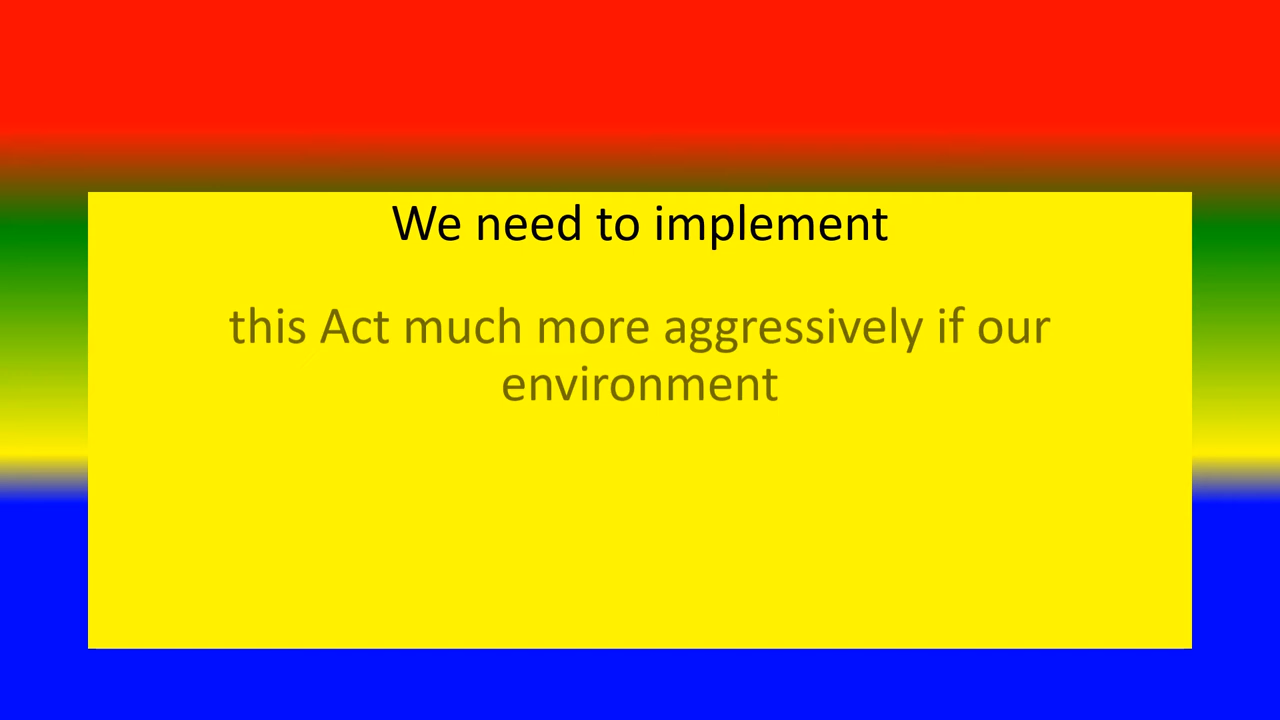 We need to implement
this Act much more aggressively if our
environment